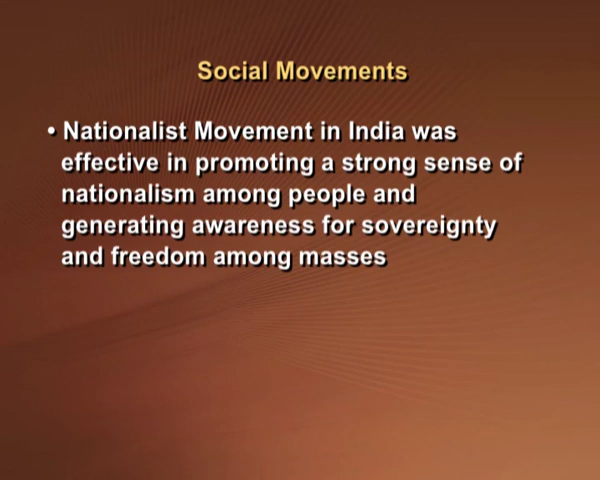 Social Movements
• Nationalist Movement in India was
effective in promoting a strong sense of
nationalism among people and
generating awareness for sovereignty
and freedom among masses